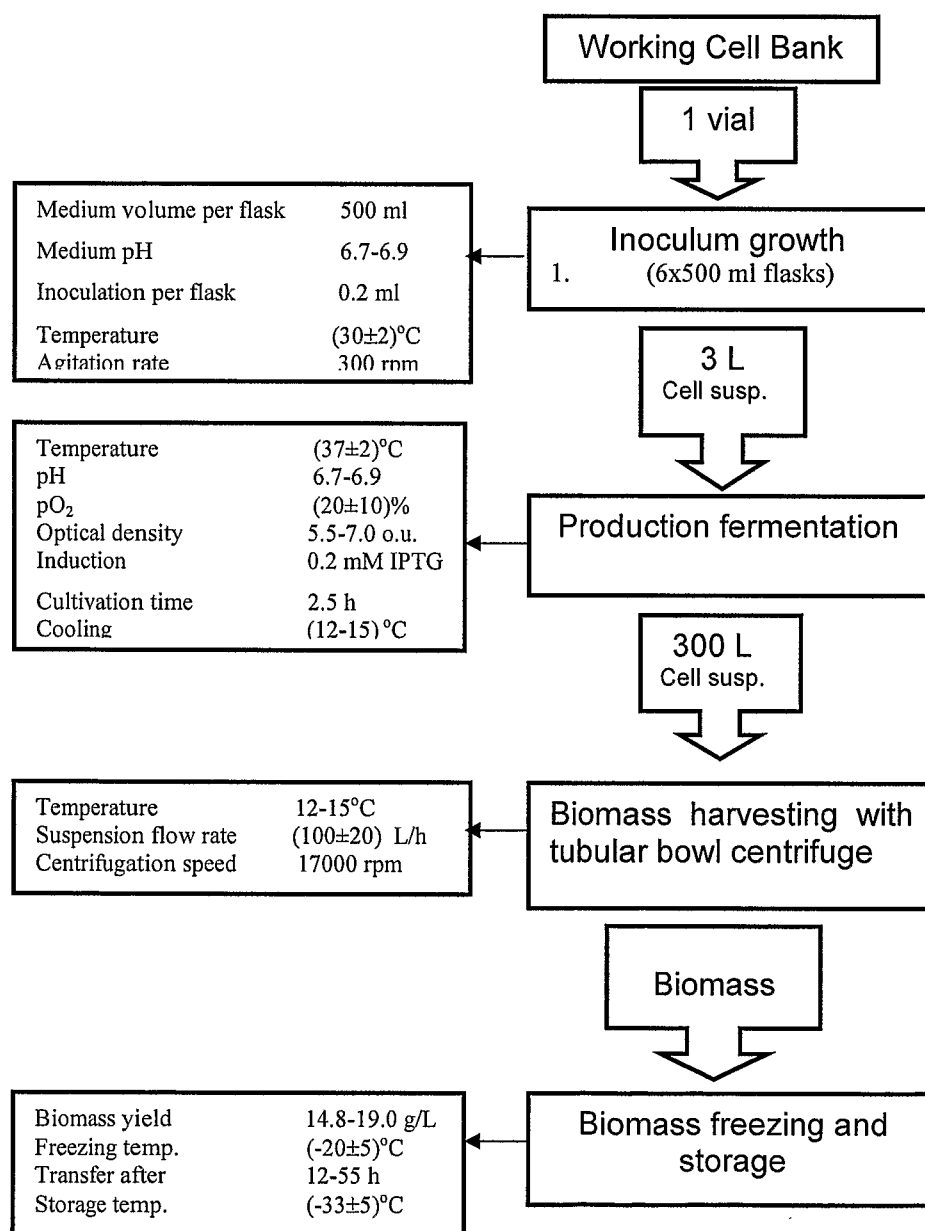 Working Cell Bank
1 vial
Medium volume per flask 500 ml
Medium pH 6.7-6.9
Inoculation per flask 0.2 ml
Temperature (30±2)°C
Agitation rate 300 rpm
Inoculum growth
1. (6x500 ml flasks)
3 L
Cell susp.
Temperature (37±2)°C
pH 6.7-6.9
pO₂ (20±10)%
Optical density 5.5-7.0 o.u.
Induction 0.2 mM IPTG
Cultivation time 2.5 h
Cooling (12-15)°C
Production fermentation
300 L
Cell susp.
Temperature 12-15°C
Suspension flow rate (100±20) L/h
Centrifugation speed 17000 rpm
Biomass harvesting with
tubular bowl centrifuge
Biomass
Biomass yield 14.8-19.0 g/L
Freezing temp. (-20±5)°C
Transfer after 12-55 h
Storage temp. (-33±5)°C
Biomass freezing and
storage